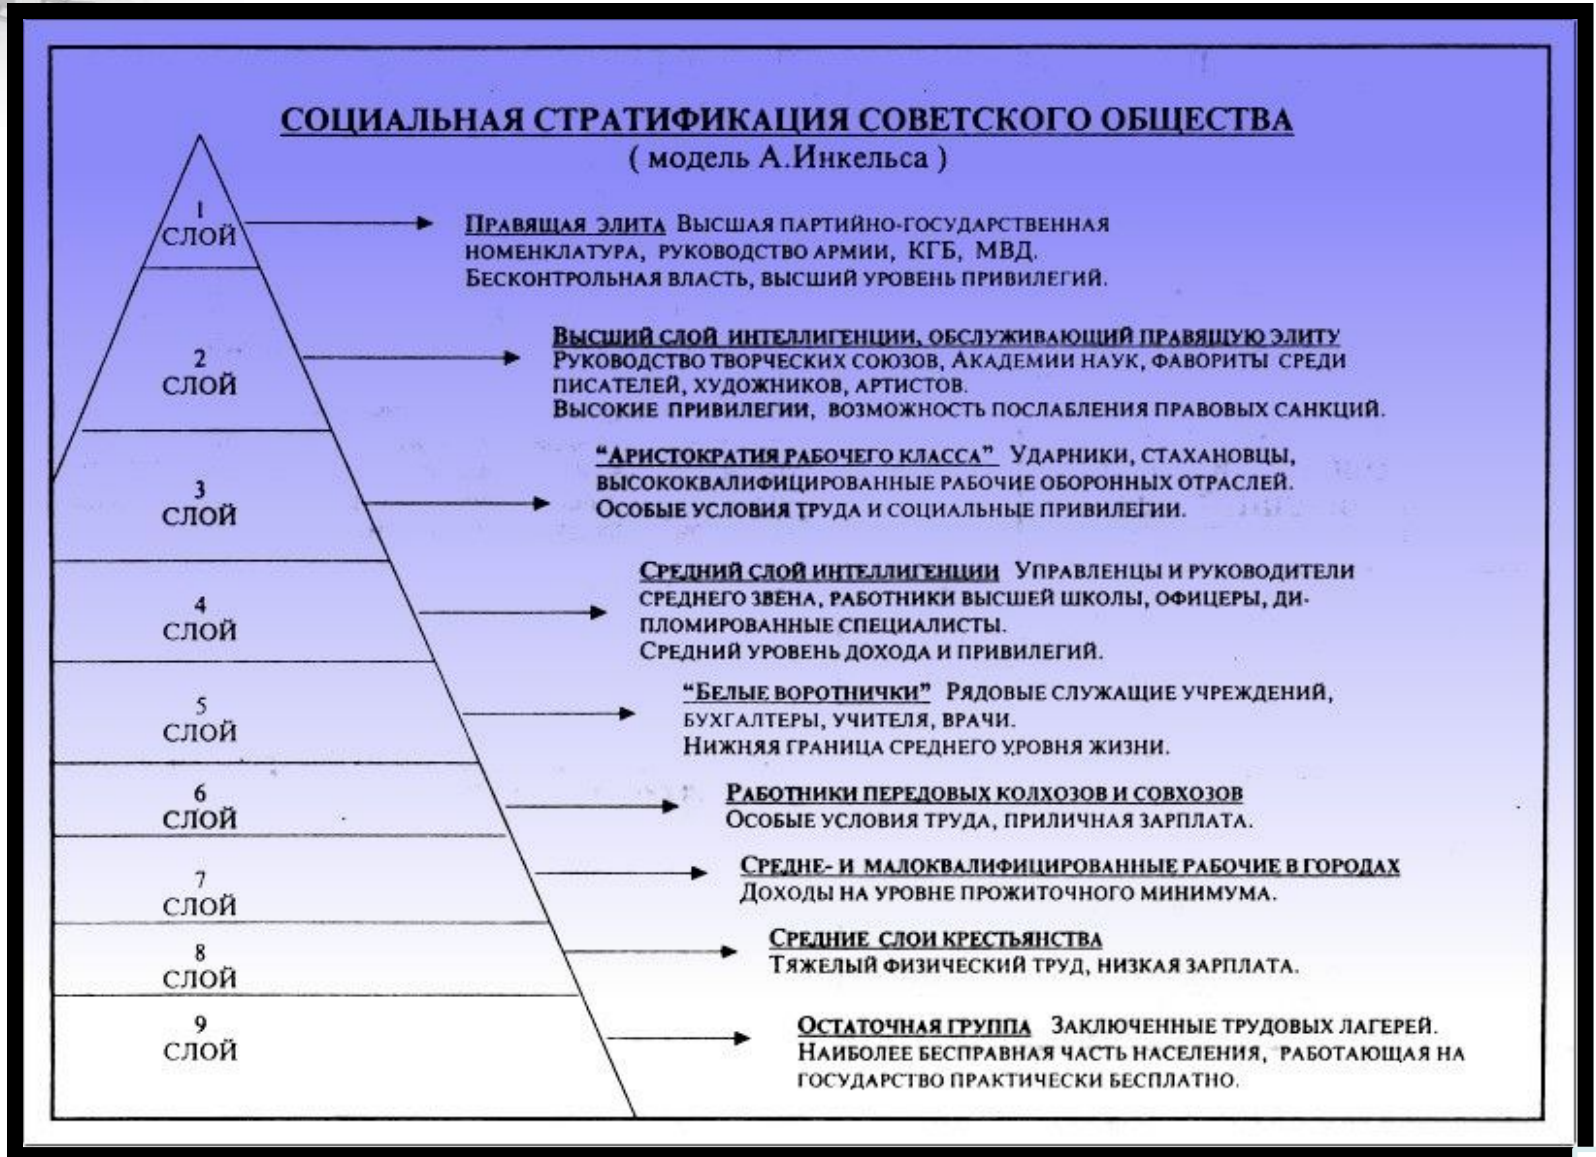 СОЦИАЛЬНАЯ СТРАТИФИКАЦИЯ СОВЕТСКОГО ОБЩЕСТВА
( модель А.Инкельса )
1
СЛОЙ
ПРАВЯЩАЯ ЭЛИТА ВЫСШАЯ ПАРТИЙНО-ГОСУДАРСТВЕННАЯ
НОМЕНКЛАТУРА, РУКОВОДСТВО АРМИИ, КГБ, МВД.
БЕСКОНТРОЛЬНАЯ ВЛАСТЬ, ВЫСШИЙ УРОВЕНЬ ПРИВИЛЕГИЙ.
2
СЛОЙ
ВЫСШИЙ СЛОЙ ИНТЕЛЛИГЕНЦИИ, ОБСЛУЖИВАЮЩИЙ ПРАВЯЩУЮ ЭЛИТУ
РУКОВОДСТВО ТВОРЧЕСКИХ СОЮЗОВ, АКАДЕМИИ НАУК, ФАВОРИТЫ СРЕДИ
ПИСАТЕЛЕЙ, ХУДОЖНИКОВ, АРТИСТОВ.
ВЫСОКИЕ ПРИВИЛЕГИИ, ВОЗМОЖНОСТЬ ПОСЛАБЛЕНИЯ ПРАВОВЫХ САНКЦИЙ.
3
СЛОЙ
“АРИСТОКРАТИЯ РАБОЧЕГО КЛАССА” УДАРНИКИ, СТАХАНОВЦЫ,
ВЫСОКОКВАЛИФИЦИРОВАННЫЕ РАБОЧИЕ ОБОРОННЫХ ОТРАСЛЕЙ.
ОСОБЫЕ УСЛОВИЯ ТРУДА И СОЦИАЛЬНЫЕ ПРИВИЛЕГИИ.
4
СЛОЙ
СРЕДНИЙ СЛОЙ ИНТЕЛЛИГЕНЦИИ УПРАВЛЕНЦЫ И РУКОВОДИТЕЛИ
СРЕДНЕГО ЗВЕНА, РАБОТНИКИ ВЫСШЕЙ ШКОЛЫ, ОФИЦЕРЫ, ДИ-
ПЛОМИРОВАННЫЕ СПЕЦИАЛИСТЫ.
СРЕДНИЙ УРОВЕНЬ ДОХОДА И ПРИВИЛЕГИЙ.
5
СЛОЙ
“БЕЛЫЕ ВОРОТНИЧКИ” РЯДОВЫЕ СЛУЖАЩИЕ УЧРЕЖДЕНИЙ,
БУХГАЛТЕРЫ, УЧИТЕЛЯ, ВРАЧИ.
НИЖНЯЯ ГРАНИЦА СРЕДНЕГО УРОВНЯ ЖИЗНИ.
6
СЛОЙ
РАБОТНИКИ ПЕРЕДОВЫХ КОЛХОЗОВ И СОВХОЗОВ
ОСОБЫЕ УСЛОВИЯ ТРУДА, ПРИЛИЧНАЯ ЗАРПЛАТА.
7
СЛОЙ
СРЕДНЕ- И МАЛОКВАЛИФИЦИРОВАННЫЕ РАБОЧИЕ В ГОРОДАХ
ДОХОДЫ НА УРОВНЕ ПРОЖИТОЧНОГО МИНИМУМА.
8
СЛОЙ
СРЕДНИЕ СЛОИ КРЕСТЬЯНСТВА
ТЯЖЕЛЫЙ ФИЗИЧЕСКИЙ ТРУД, НИЗКАЯ ЗАРПЛАТА.
9
СЛОЙ
ОСТАТОЧНАЯ ГРУППА ЗАКЛЮЧЕННЫЕ ТРУДОВЫХ ЛАГЕРЕЙ.
НАИБОЛЕЕ БЕСПРАВНАЯ ЧАСТЬ НАСЕЛЕНИЯ, РАБОТАЮЩАЯ НА
ГОСУДАРСТВО ПРАКТИЧЕСКИ БЕСПЛАТНО.